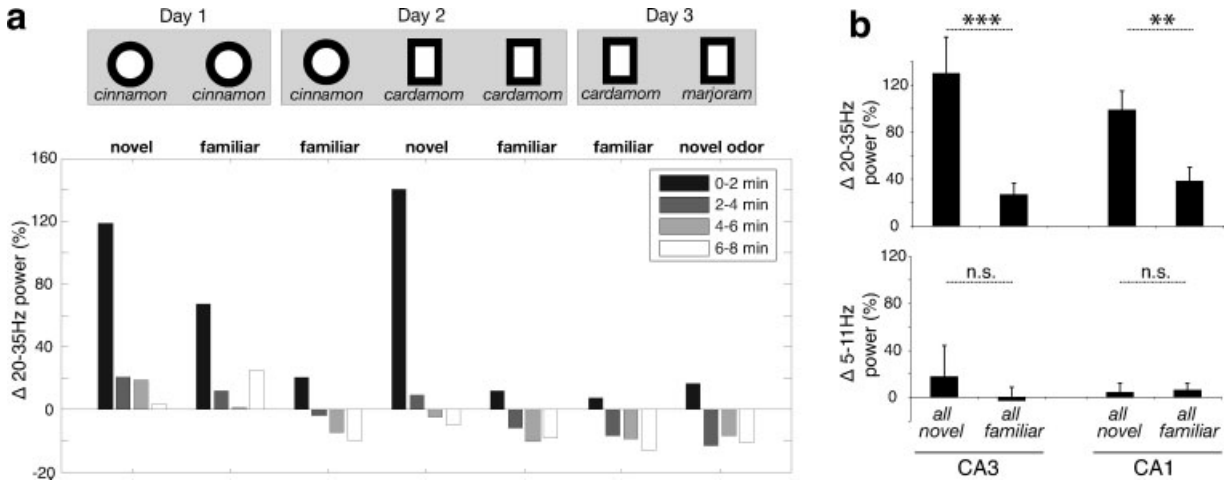 a
Day 1 Day 2 Day 3
cinnamon cinnamon cinnamon cardamom cardamom cardamom marjoram
novel familiar familiar novel familiar familiar novel odor
Δ 20-35Hz power (%)
160
120
80
40
0
-20
0-2 min
2-4 min
4-6 min
6-8 min
b
*** **
Δ 20-35Hz
power (%)
120
80
40
0
n.s. n.s.
Δ 5-11Hz
power (%)
120
80
40
0
all novel all familiar all novel all familiar
CA3 CA1